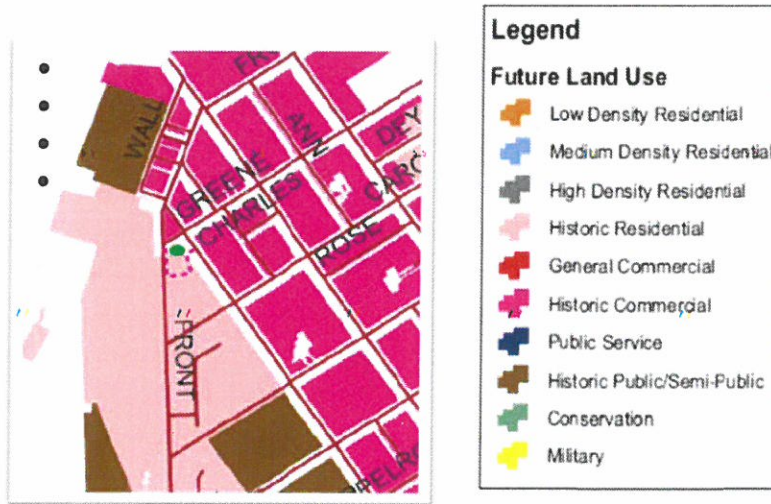 FR
WALL
ANN
DEY
GREENE
CHARLES
CARO
ROSE
FRONT
PPELRO
Legend
Future Land Use
Low Density Residential
Medium Density Residential
High Density Residential
Historic Residential
General Commercial
Historic Commercial
Public Service
Historic Public/Semi-Public
Conservation
Military